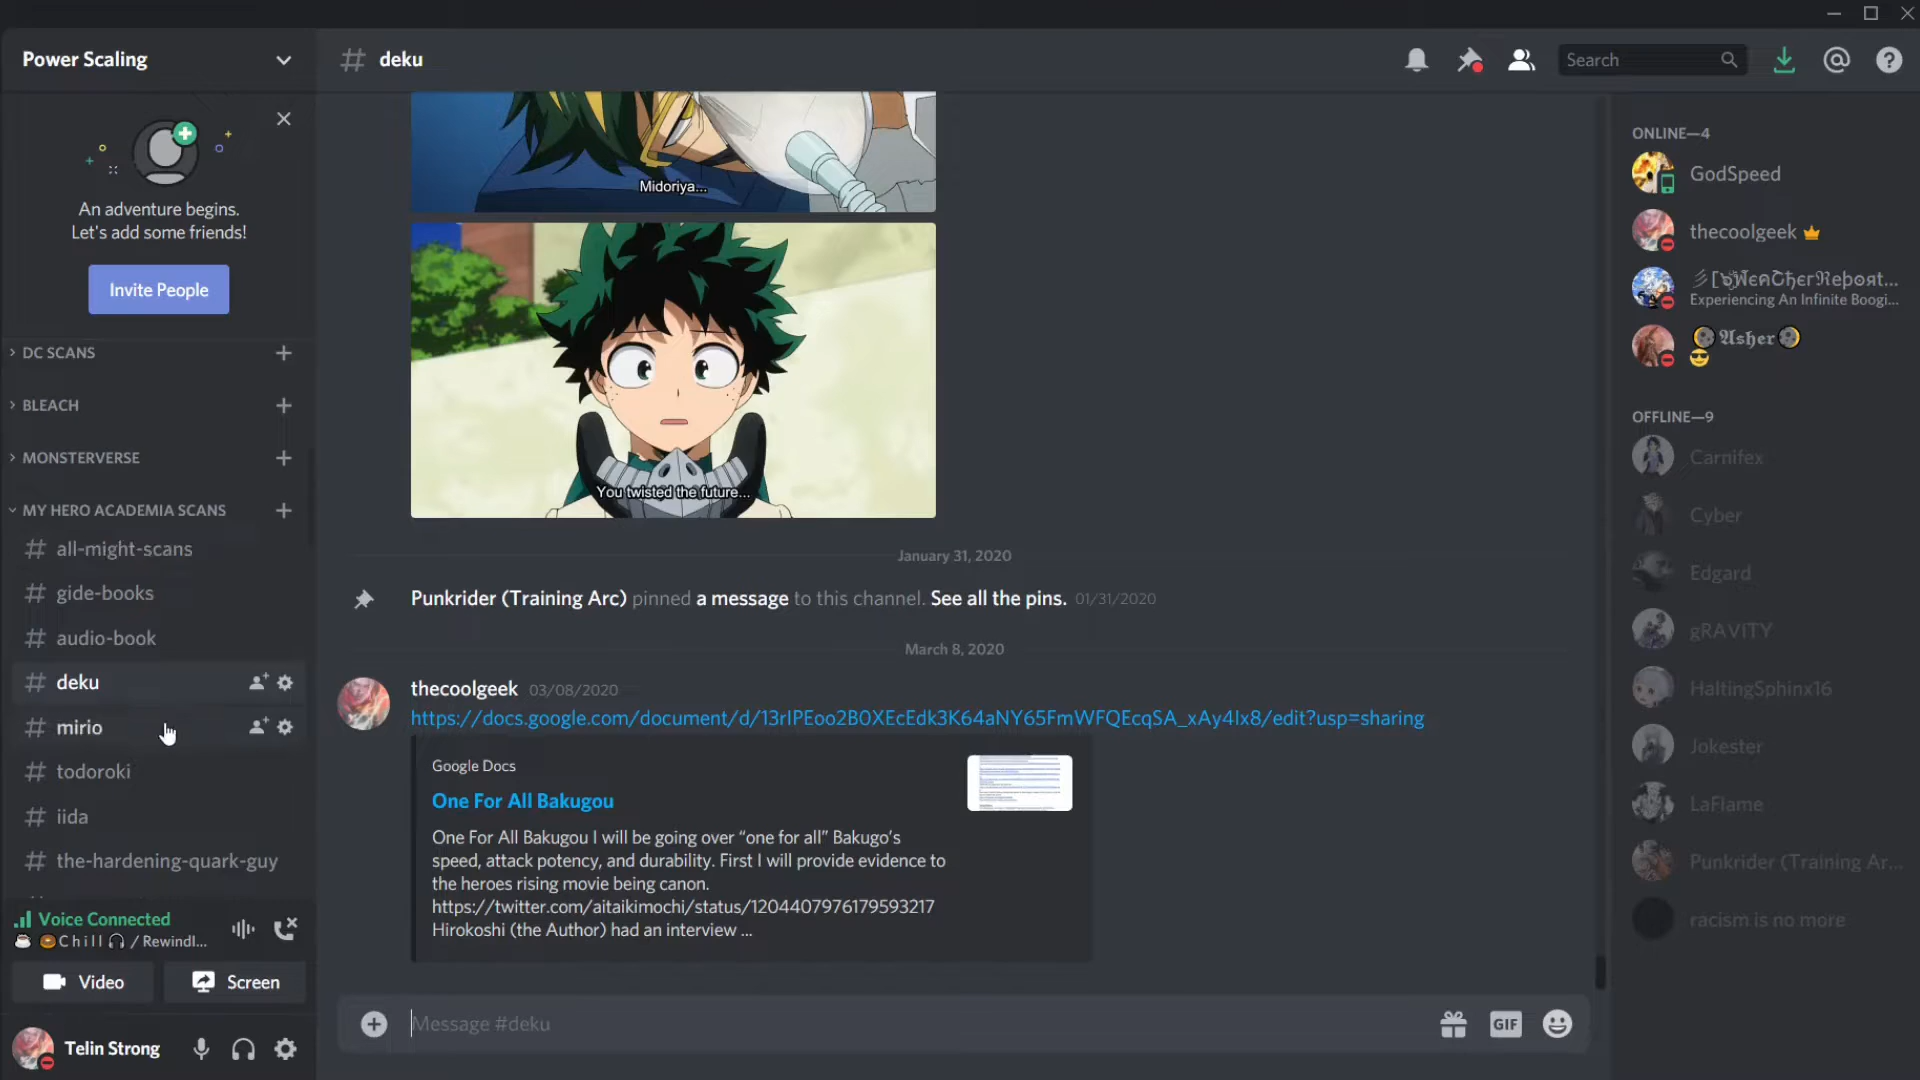 Power Scaling
# deku
Search
An adventure begins.
Let's add some friends!
Invite People
DC SCANS
BLEACH
MONSTERVERSE
MY HERO ACADEMIA SCANS
# all-might-scans
# gide-books
# audio-book
# deku
# mirio
# todoroki
# iida
# the-hardening-quark-guy
Voice Connected
Chill / Rewindl...
Video
Screen
Telin Strong
Midoriya...
You twisted the future...
January 31, 2020
Punkrider (Training Arc) pinned a message to this channel. See all the pins. 01/31/2020
March 8, 2020
thecoolgeek 03/08/2020
https://docs.google.com/document/d/13rIPEoo2B0XEcEdk3K64aNY65FmWFQEcqSA_xAy4Ix8/edit?usp=sharing
Google Docs
One For All Bakugou
One For All Bakugou I will be going over “one for all” Bakugo’s
speed, attack potency, and durability. First I will provide evidence to
the heroes rising movie being canon.
https://twitter.com/aitaikimochi/status/1204407976179593217
Hirokoshi (the Author) had an interview ...
Message #deku
GIF
ONLINE—4
GodSpeed
thecoolgeek
Experiencing An Infinite Boogi...
𝕬𝖘𝖍𝖊𝖗
OFFLINE—9
Carnifex
Cyber
Edgard
gRAVITY
HaltingSphinx16
Jokester
LaFlame
Punkrider (Training Ar...
racism is no more